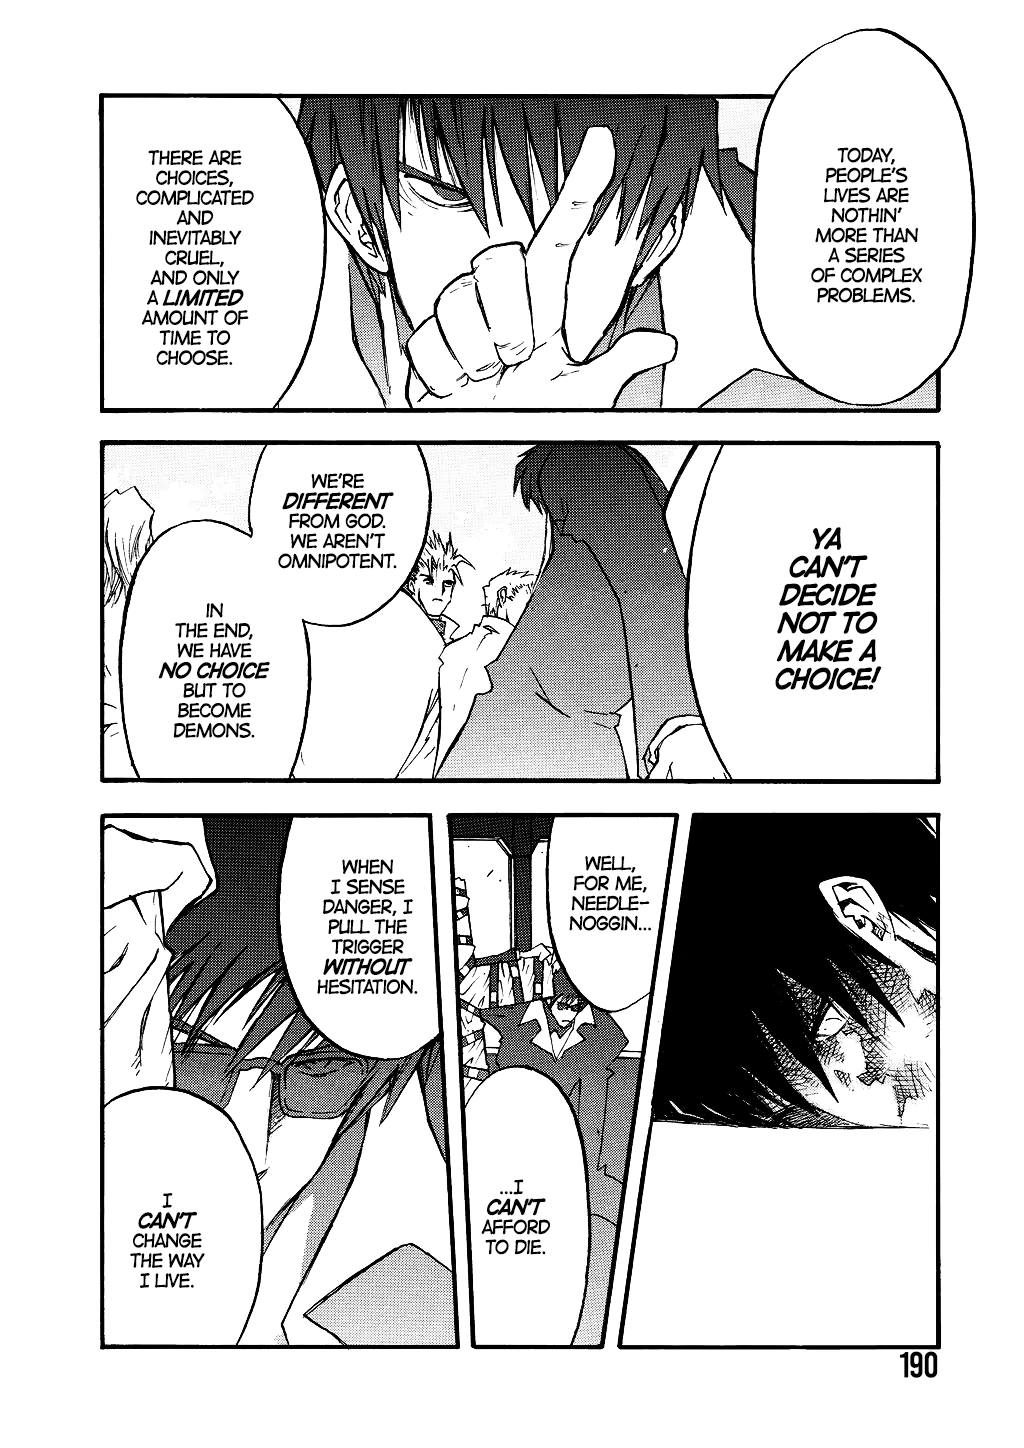 TODAY,
PEOPLE'S
LIVES ARE
NOTHIN'
MORE THAN
A SERIES
OF COMPLEX
PROBLEMS.
THERE ARE
CHOICES,
COMPLICATED
AND
INEVITABLY
CRUEL,
AND ONLY
A LIMITED
AMOUNT OF
TIME TO
CHOOSE.
YA
CAN'T
DECIDE
NOT TO
MAKE A
CHOICE!
WE'RE
DIFFERENT
FROM GOD.
WE AREN'T
OMNIPOTENT.
IN
THE END,
WE HAVE
NO CHOICE
BUT TO
BECOME
DEMONS.
WELL,
FOR ME,
NEEDLE-
NOGGIN...
...I
CAN'T
AFFORD
TO DIE.
WHEN
I SENSE
DANGER, I
PULL THE
TRIGGER
WITHOUT
HESITATION.
I
CAN'T
CHANGE
THE WAY
I LIVE.
190